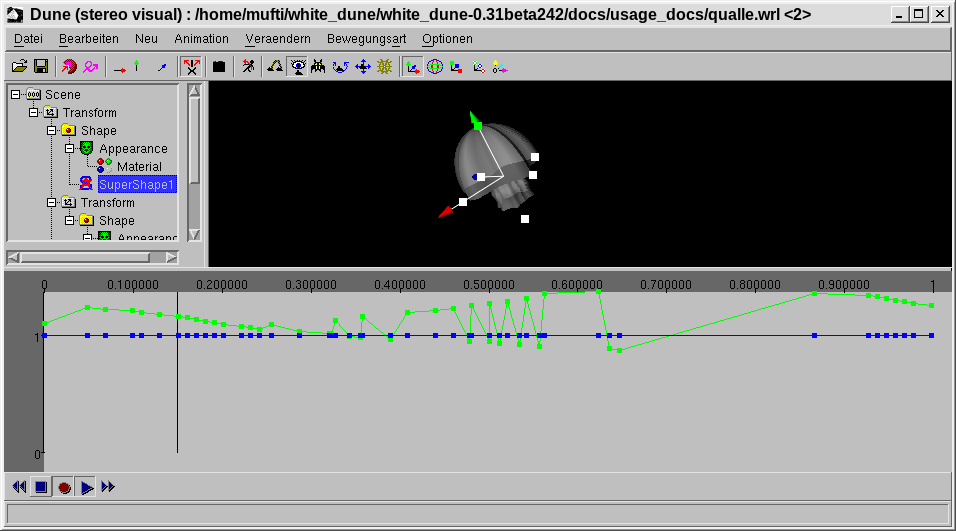 Dune (stereo visual) : /home/mufti/white_dune/white_dune-0.31beta242/docs/usage_docs/qualle.wrl <2>
Datei Bearbeiten Neu Animation Veraendern Bewegungsart Optionen
Scene
Transform
Shape
Appearance
Material
SuperShape1
Transform
Shape
Appearanc
0 0.100000 0.200000 0.300000 0.400000 0.500000 0.600000 0.700000 0.800000 0.900000 1
1
0